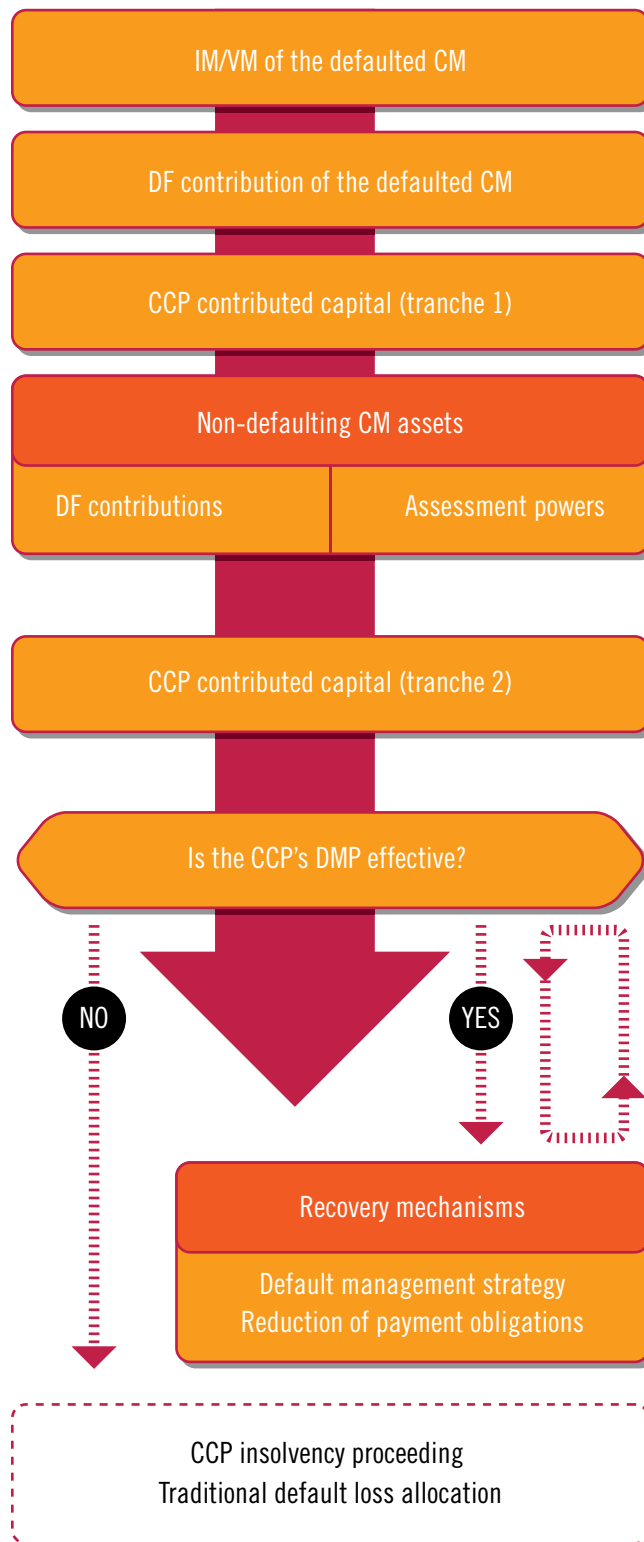 IM/VM of the defaulted CM
DF contribution of the defaulted CM
CCP contributed capital (tranche 1)
Non-defaulting CM assets
DF contributions
Assessment powers
CCP contributed capital (tranche 2)
Is the CCP's DMP effective?
NO
YES
Recovery mechanisms
Default management strategy
Reduction of payment obligations
CCP insolvency proceeding
Traditional default loss allocation